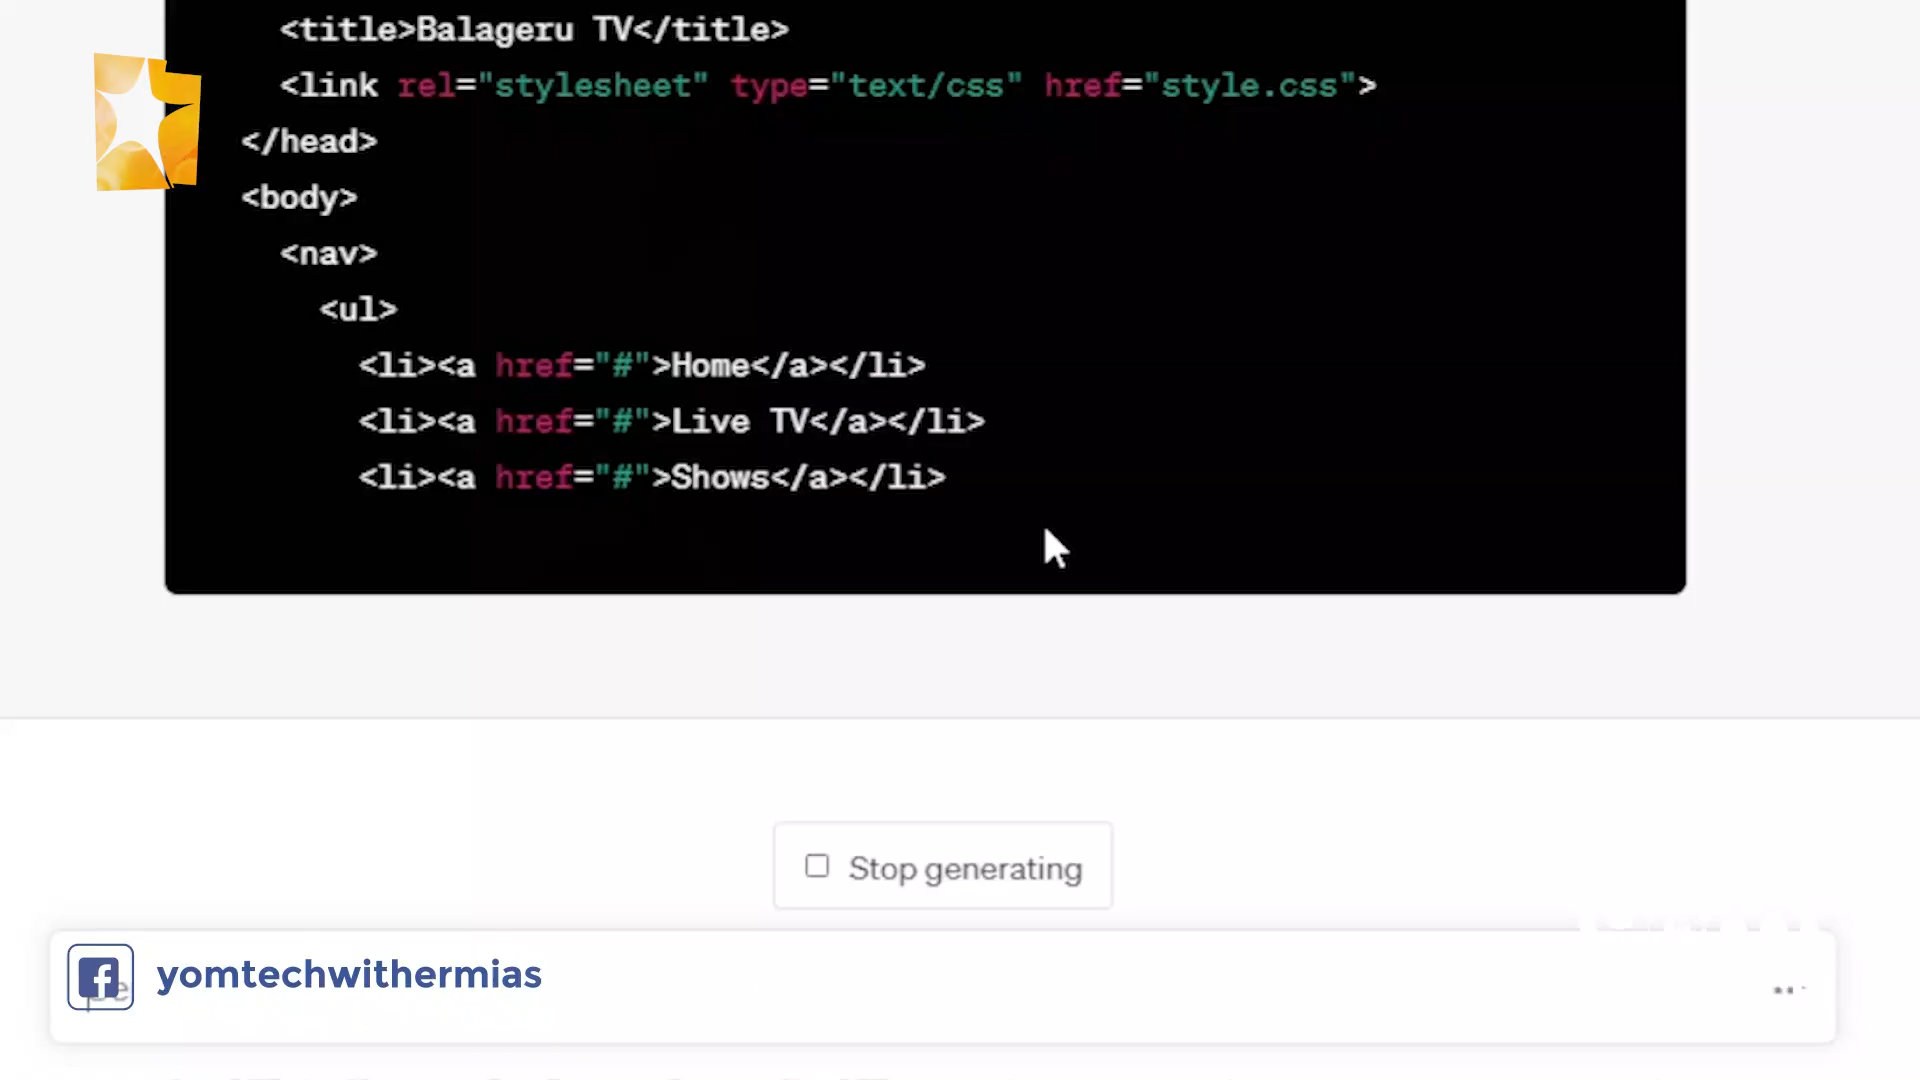 <title>Balageru TV</title>
<link rel="stylesheet" type="text/css" href="style.css">
</head>
<body>
<nav>
<ul>
<li><a href="#">Home</a></li>
<li><a href="#">Live TV</a></li>
<li><a href="#">Shows</a></li>
Stop generating
yomtechwithermias